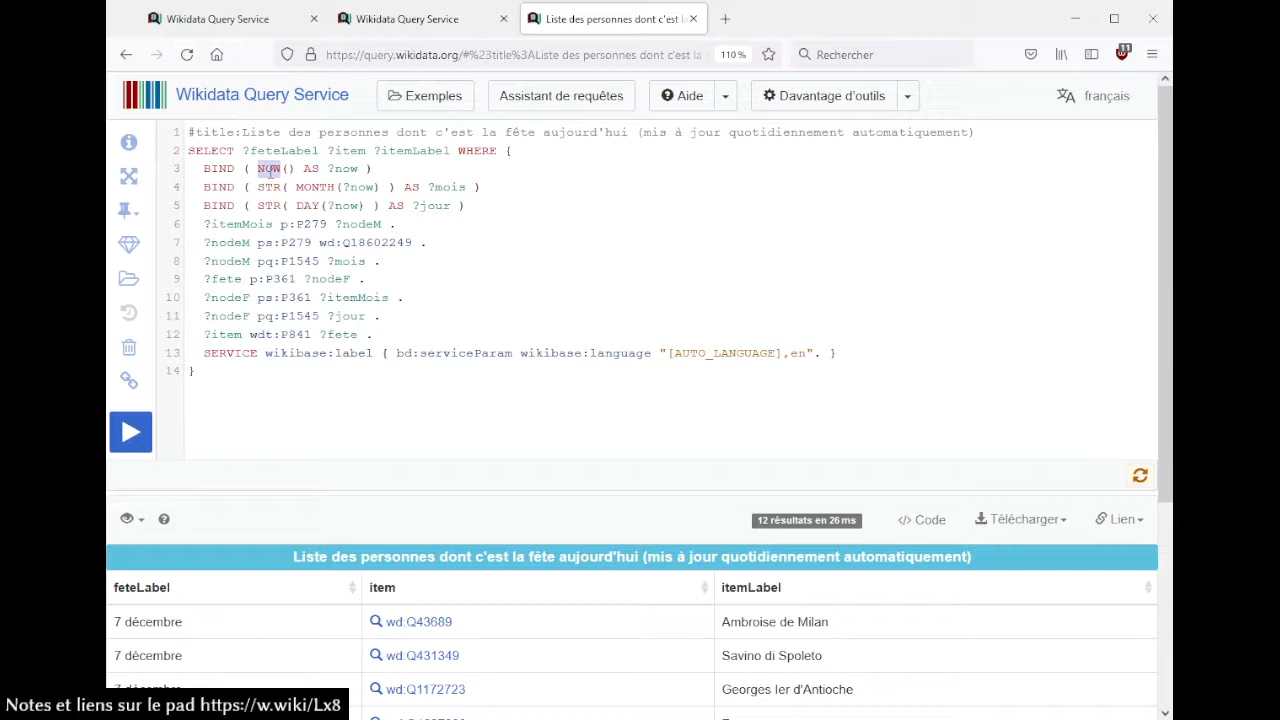 Wikidata Query Service
Wikidata Query Service
Liste des personnes dont c'est l
https://query.wikidata.org/#%23title%3AListe des personnes dont c'est la
110 %
Rechercher
11
Wikidata Query Service
Exemples
Assistant de requêtes
Aide
Davantage d'outils
français
1 #title:Liste des personnes dont c'est la fête aujourd'hui (mis à jour quotidiennement automatiquement)
2 SELECT ?feteLabel ?item ?itemLabel WHERE {
3 BIND ( NOW() AS ?now )
4 BIND ( STR( MONTH(?now) ) AS ?mois )
5 BIND ( STR( DAY(?now) ) AS ?jour )
6 ?itemMois p:P279 ?nodeM .
7 ?nodeM ps:P279 wd:Q18602249 .
8 ?nodeM pq:P1545 ?mois .
9 ?fete p:P361 ?nodeF .
10 ?nodeF ps:P361 ?itemMois .
11 ?nodeF pq:P1545 ?jour .
12 ?item wdt:P841 ?fete .
13 SERVICE wikibase:label { bd:serviceParam wikibase:language "[AUTO_LANGUAGE],en". }
14 }
12 résultats en 26 ms
</> Code
Télécharger
Lien
Liste des personnes dont c'est la fête aujourd'hui (mis à jour quotidiennement automatiquement)
feteLabel item itemLabel
7 décembre wd:Q43689 Ambroise de Milan
7 décembre wd:Q431349 Savino di Spoleto
7 décembre wd:Q1172723 Georges Ier d'Antioche
Notes et liens sur le pad https://w.wiki/Lx8